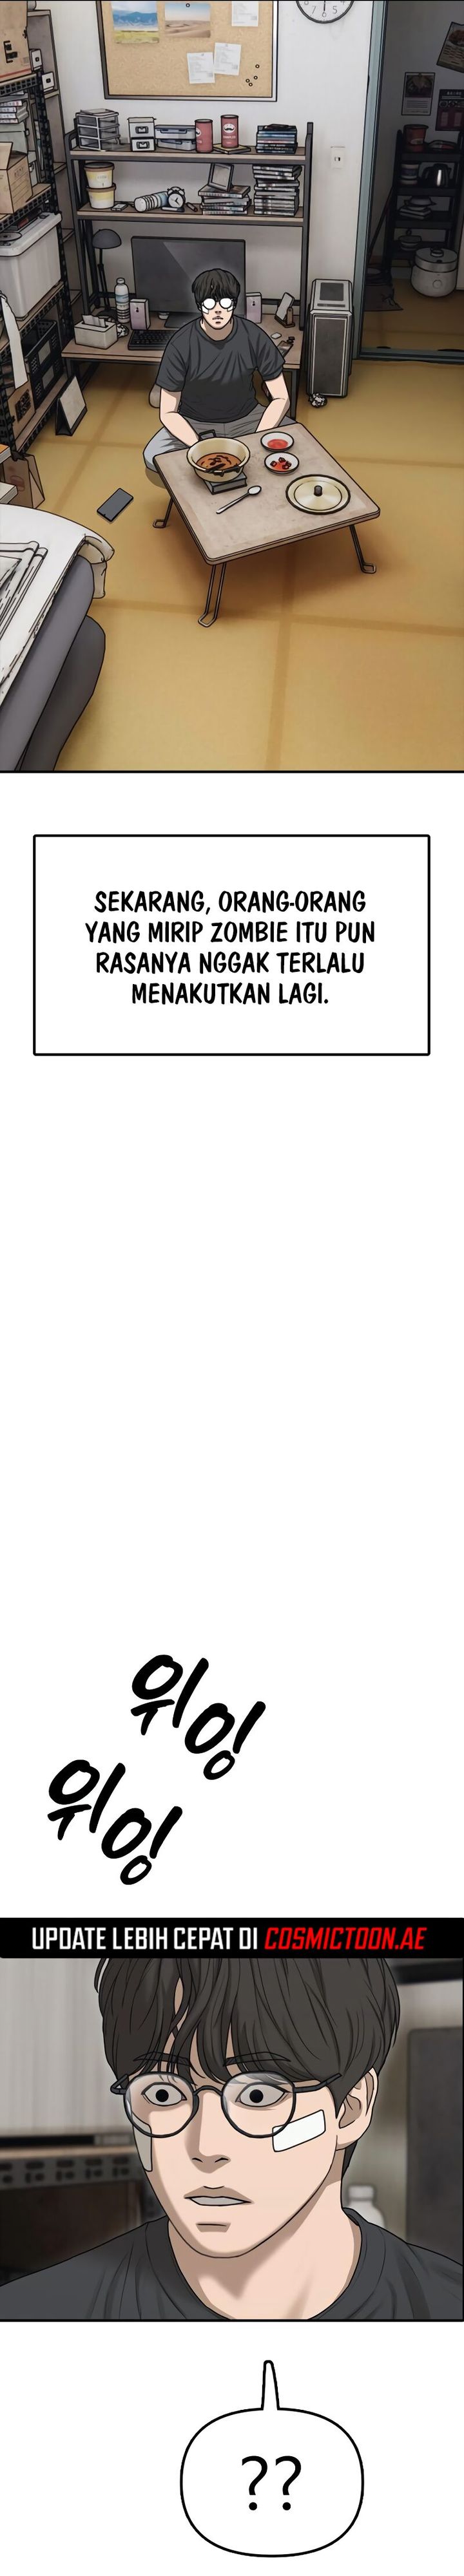 SEKARANG, ORANG-ORANG
YANG MIRIP ZOMBIE ITU PUN
RASANYA NGGAK TERLALU
MENAKUTKAN LAGI.
위잉
위잉
UPDATE LEBIH CEPAT DI COSMICTOON.AE
??